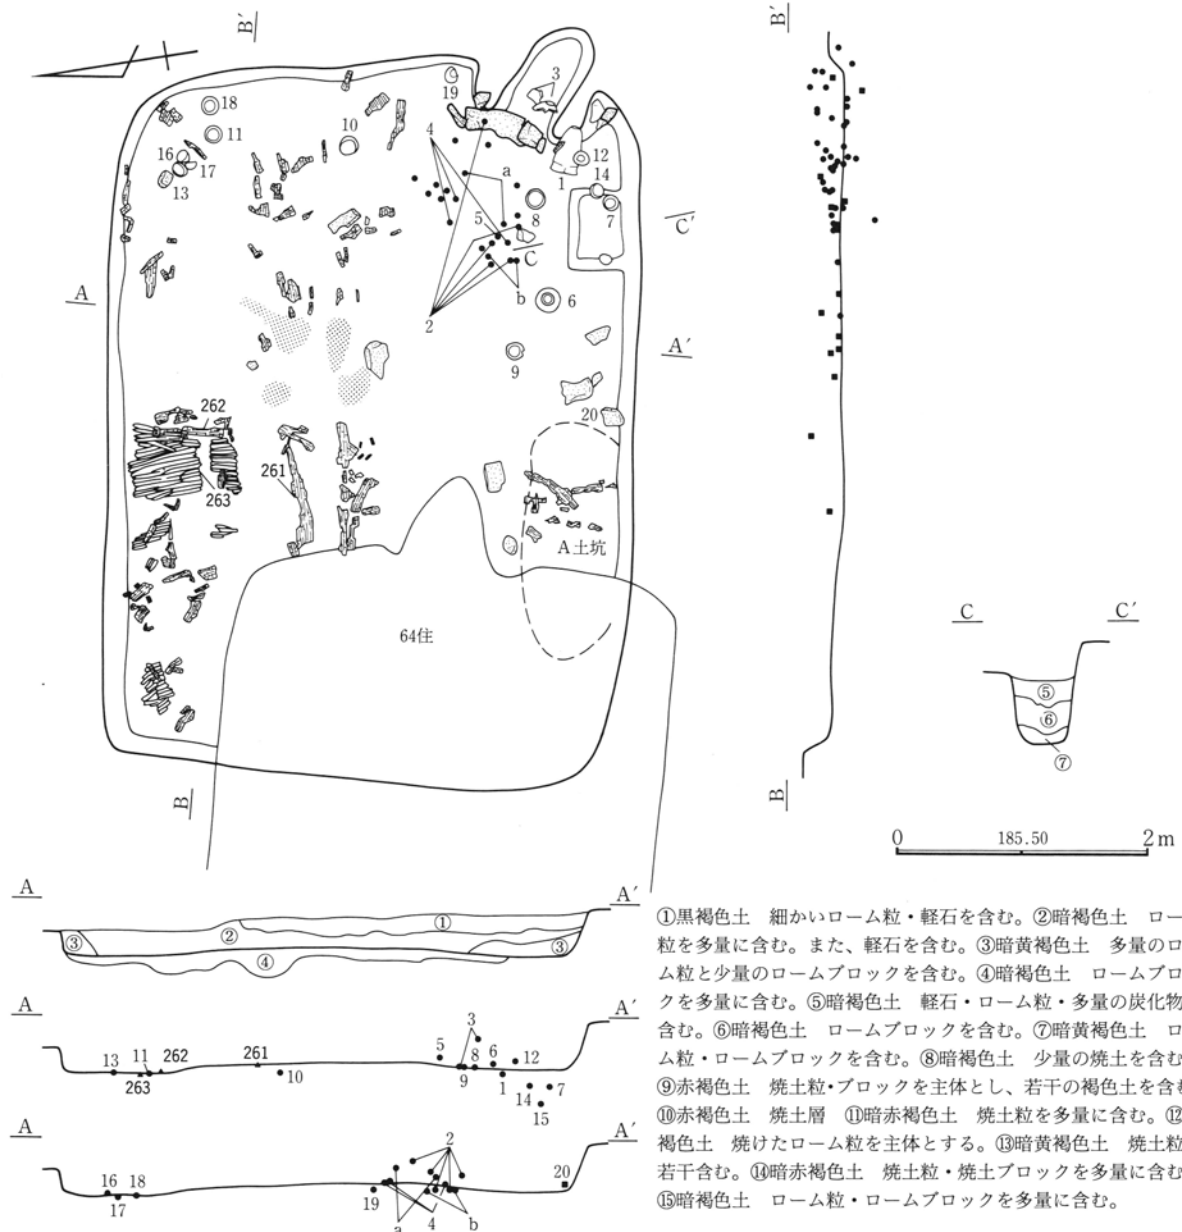 B′
B′
19
3
18
4
11
10
16
12
17
a
14
13
1
5
8
7
C′
C
b
A
6
2
A′
9
262
20
261
263
A土坑
C
C′
64住
⑤
⑥
⑦
B
B
0 185.50 2m
A
A′
①
②
③
③
④
A
A′
3
5
8
6
12
13
11
262
261
263
10
9
1
14
7
15
A
A′
2
16
18
20
17
19
a
4
b
①黒褐色土 細かいローム粒・軽石を含む。②暗褐色土 ロー
粒を多量に含む。また、軽石を含む。③暗黄褐色土 多量のロ
ム粒と少量のロームブロックを含む。④暗褐色土 ロームブロ
クを多量に含む。⑤暗褐色土 軽石・ローム粒・多量の炭化物
含む。⑥暗褐色土 ロームブロックを含む。⑦暗黄褐色土 ロ
ム粒・ロームブロックを含む。⑧暗褐色土 少量の焼土を含む
⑨赤褐色土 焼土粒・ブロックを主体とし、若干の褐色土を含む
⑩赤褐色土 焼土層 ⑪暗赤褐色土 焼土粒を多量に含む。⑫
褐色土 焼けたローム粒を主体とする。⑬暗黄褐色土 焼土粒
若干含む。⑭暗赤褐色土 焼土粒・焼土ブロックを多量に含む
⑮暗褐色土 ローム粒・ロームブロックを多量に含む。